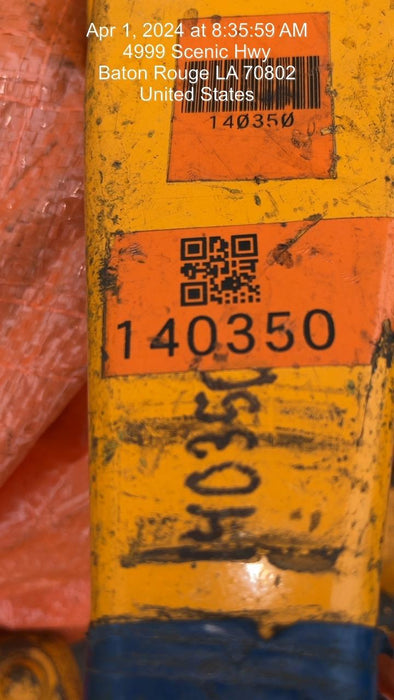 Apr 1, 2024 at 8:35:59 AM
4999 Scenic Hwy
Baton Rouge LA 70802
United States
140350
140350
140350